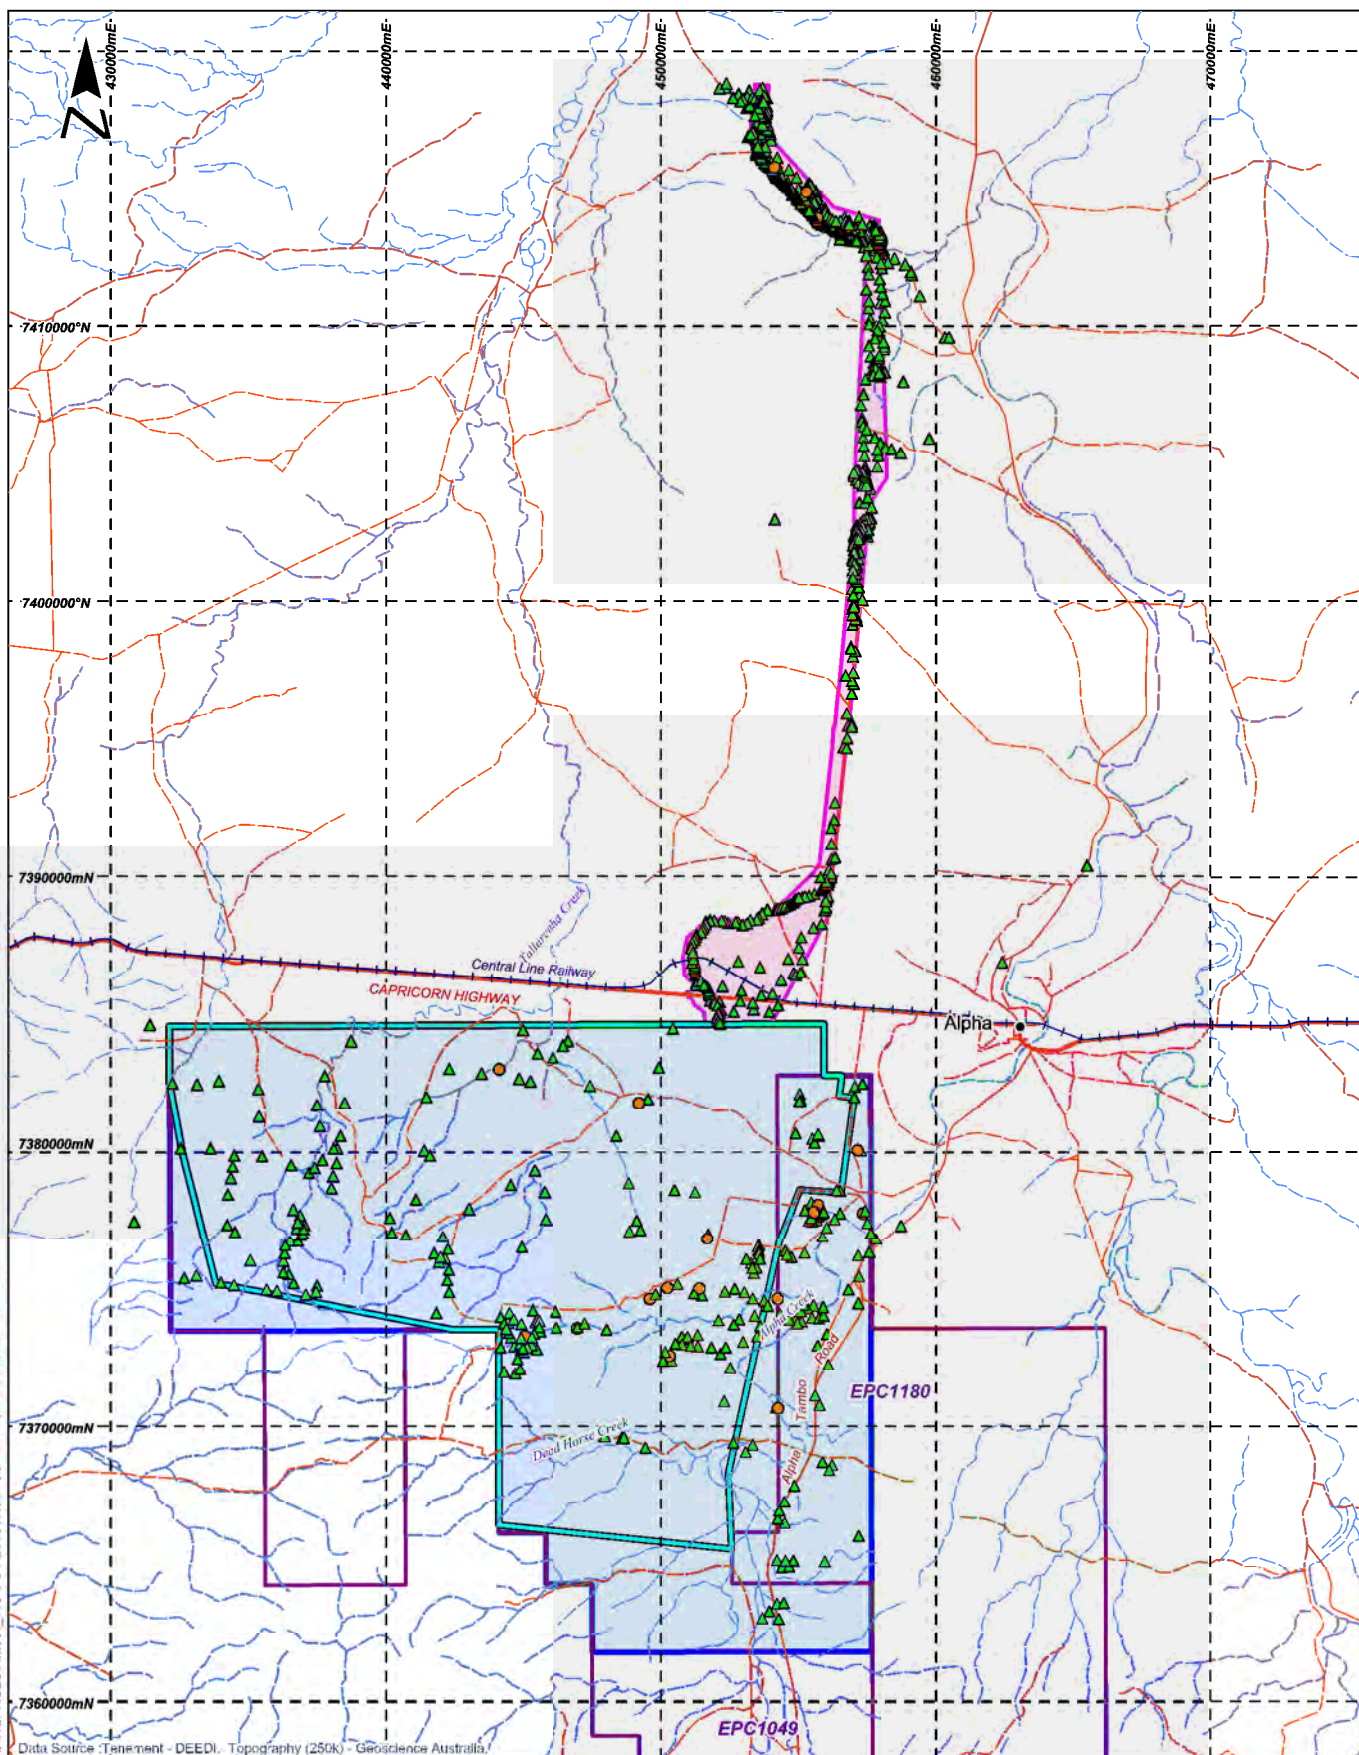 430000mE
440000mE
450000mE
460000mE
470000mE
N
7410000°N
7400000°N
7390000mN
Tallarenha Creek
Central Line Railway
CAPRICORN HIGHWAY
Alpha
7380000mN
Alpha Creek
Alpha Tambo Road
EPC1180
7370000mN
Deed Horse Creek
7360000mN
EPC1049
Data Source :Tenement - DEEDI, Topography (250k) - Geoscience Australia,